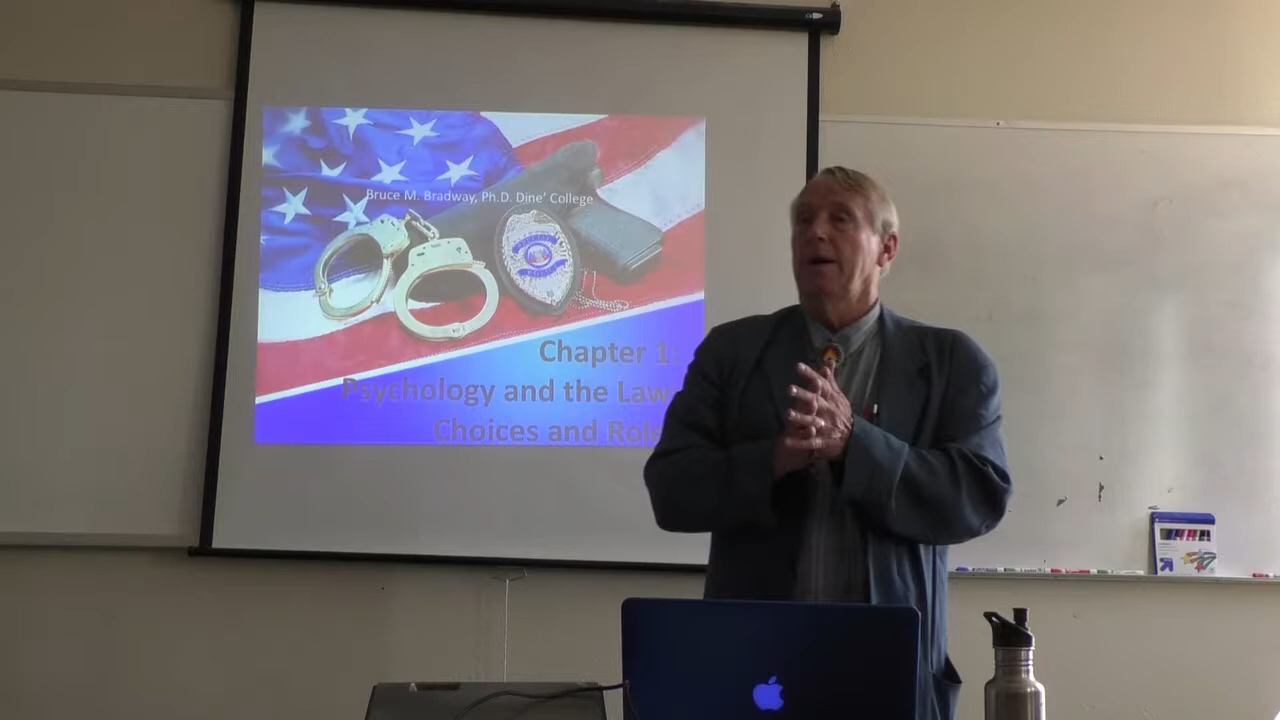 Bruce M. Bradway, Ph.D. Dine' College
Chapter 1:
Psychology and the Law
Choices and Role